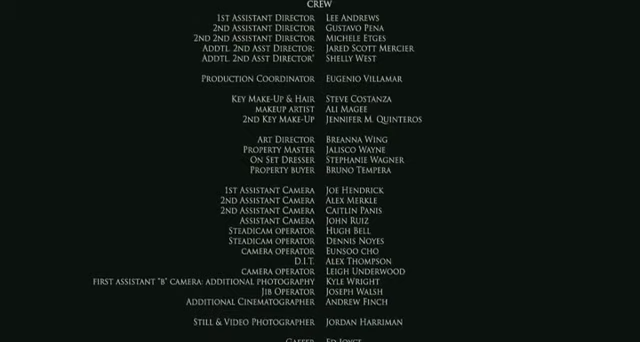 CREW
1ST ASSISTANT DIRECTOR LEE ANDREWS
2ND ASSISTANT DIRECTOR GUSTAVO PENA
2ND 2ND ASSISTANT DIRECTOR MICHELE ETGES
ADDTL. 2ND ASST DIRECTOR: JARED SCOTT MERCIER
ADDTL. 2ND ASST DIRECTOR" SHELLY WEST
PRODUCTION COORDINATOR EUGENIO VILLAMAR
KEY MAKE-UP & HAIR STEVE COSTANZA
MAKEUP ARTIST ALI MAGEE
2ND KEY MAKE-UP JENNIFER M. QUINTEROS
ART DIRECTOR BREANNA WING
PROPERTY MASTER JALISCO WAYNE
ON SET DRESSER STEPHANIE WAGNER
PROPERTY BUYER BRUNO TEMPERA
1ST ASSISTANT CAMERA JOE HENDRICK
2ND ASSISTANT CAMERA ALEX MERKLE
2ND ASSISTANT CAMERA CAITLIN PANIS
ASSISTANT CAMERA JOHN RUIZ
STEADICAM OPERATOR HUGH BELL
STEADICAM OPERATOR DENNIS NOYES
CAMERA OPERATOR EUNSOO CHO
D.I.T. ALEX THOMPSON
CAMERA OPERATOR LEIGH UNDERWOOD
FIRST ASSISTANT "B" CAMERA: ADDITIONAL PHOTOGRAPHY KYLE WRIGHT
JIB OPERATOR JOSEPH WALSH
ADDITIONAL CINEMATOGRAPHER ANDREW FINCH
STILL & VIDEO PHOTOGRAPHER JORDAN HARRIMAN
GAFFER ED